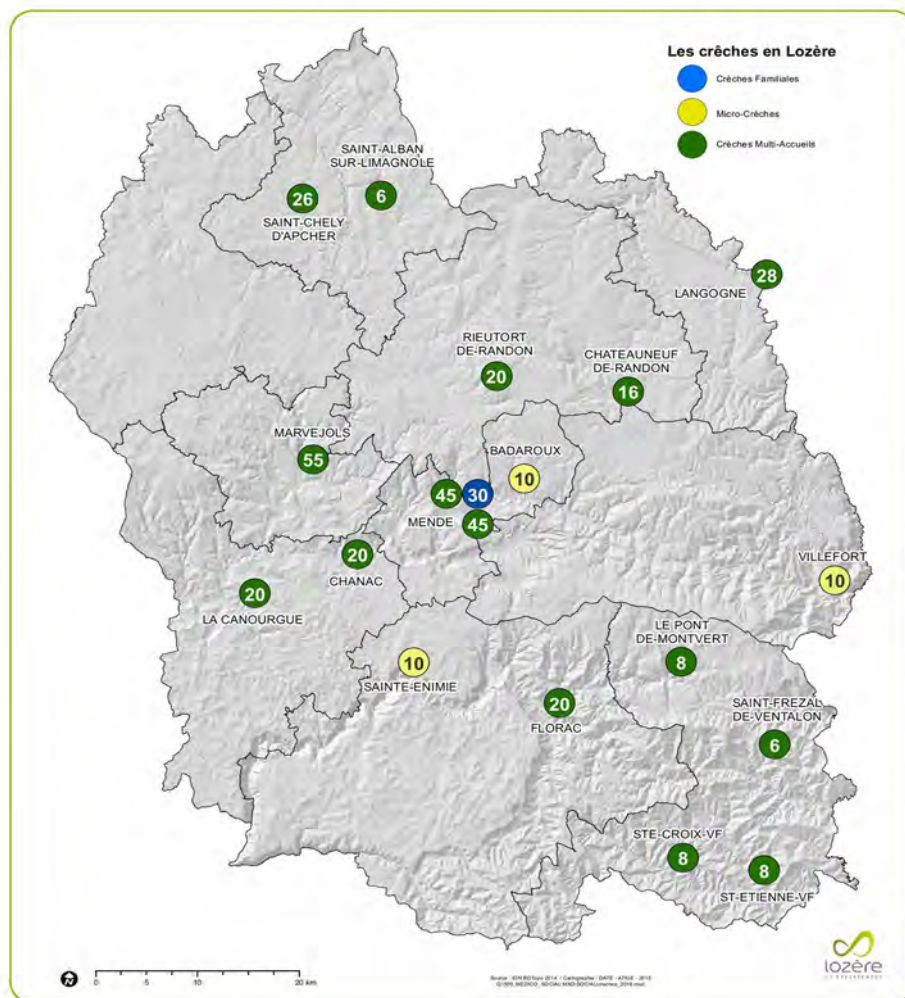 Les crêches en Lozère
Crèches Familiales
Micro-Crèches
Crèches Multi-Accueils
SAINT-ALBAN
SUR-LIMAGNOLE
26
6
SAINT-CHELY
D'APCHER
28
LANGOGNE
RIEUTORT
DE-RANDON
20
CHATEAUNEUF
DE-RANDON
16
MARVEJOLS
55
BADAROUX
10
45
30
MENDE
45
20
CHANAC
VILLEFORT
10
20
LA CANOURGUE
LE PONT
DE-MONTVERT
8
10
SAINTE-ENIMIE
20
FLORAC
SAINT-FREZAL
DE-VENTALON
6
STE-CROIX-VF
8
8
ST-ETIENNE-VF
0 5 10 20 km
lozère
LE DÉPARTEMENT